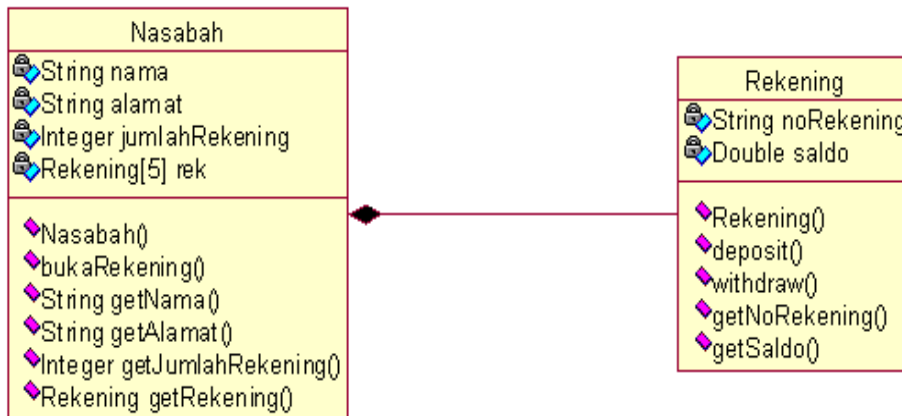 Nasabah
String nama
String alamat
Integer jumlahRekening
Rekening[5] rek
Nasabah()
bukaRekening()
String getNama()
String getAlamat()
Integer getJumlahRekening()
Rekening getRekening()
Rekening
String noRekening
Double saldo
Rekening()
deposit()
withdraw()
getNoRekening()
getSaldo()